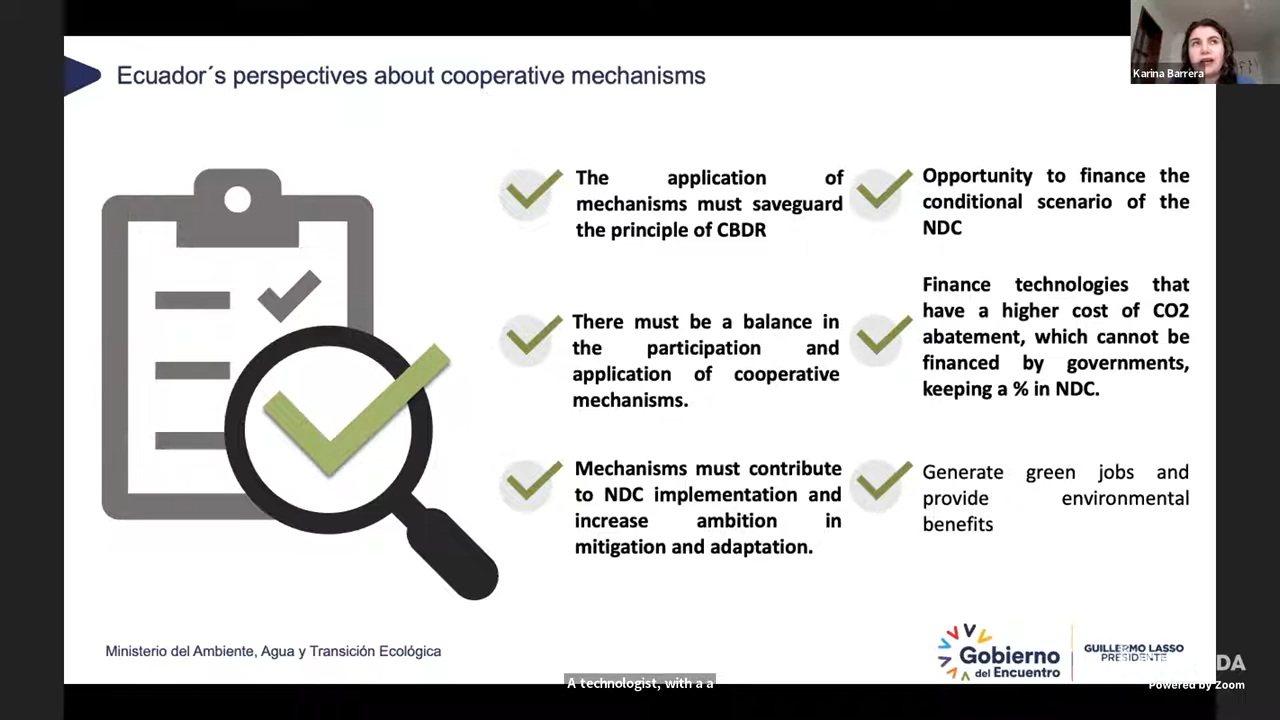 Karina Barrera
Ecuador´s perspectives about cooperative mechanisms
The application of
mechanisms must saveguard
the principle of CBDR
There must be a balance in
the participation and
application of cooperative
mechanisms.
Mechanisms must contribute
to NDC implementation and
increase ambition in
mitigation and adaptation.
Opportunity to finance the
conditional scenario of the
NDC
Finance technologies that
have a higher cost of CO2
abatement, which cannot be
financed by governments,
keeping a % in NDC.
Generate green jobs and
provide environmental
benefits
Ministerio del Ambiente, Agua y Transición Ecológica
Gobierno
del Encuentro
GUILLERMO LASSO
PRESIDENTE
A technologist, with a a
Powered by Zoom